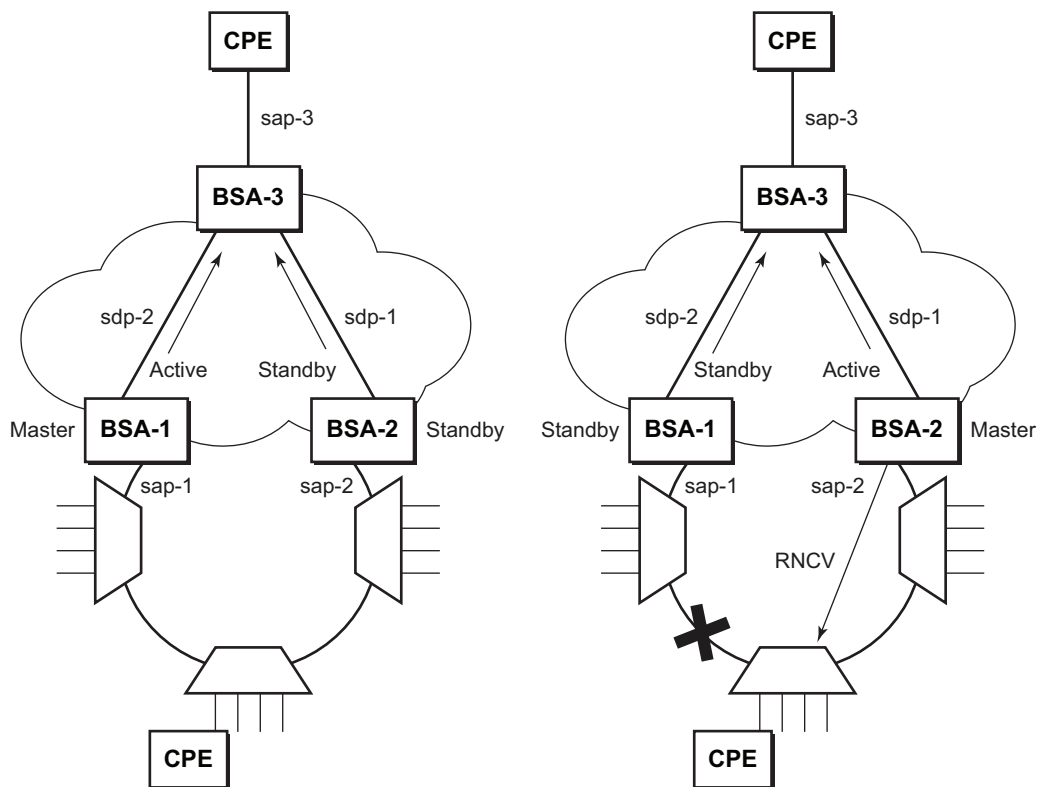 CPE
sap-3
BSA-3
sdp-2
sdp-1
Active
Standby
Master
BSA-1
BSA-2
Standby
sap-1
sap-2
CPE
CPE
sap-3
BSA-3
sdp-2
sdp-1
Standby
Active
Standby
BSA-1
BSA-2
Master
sap-1
sap-2
RNCV
CPE